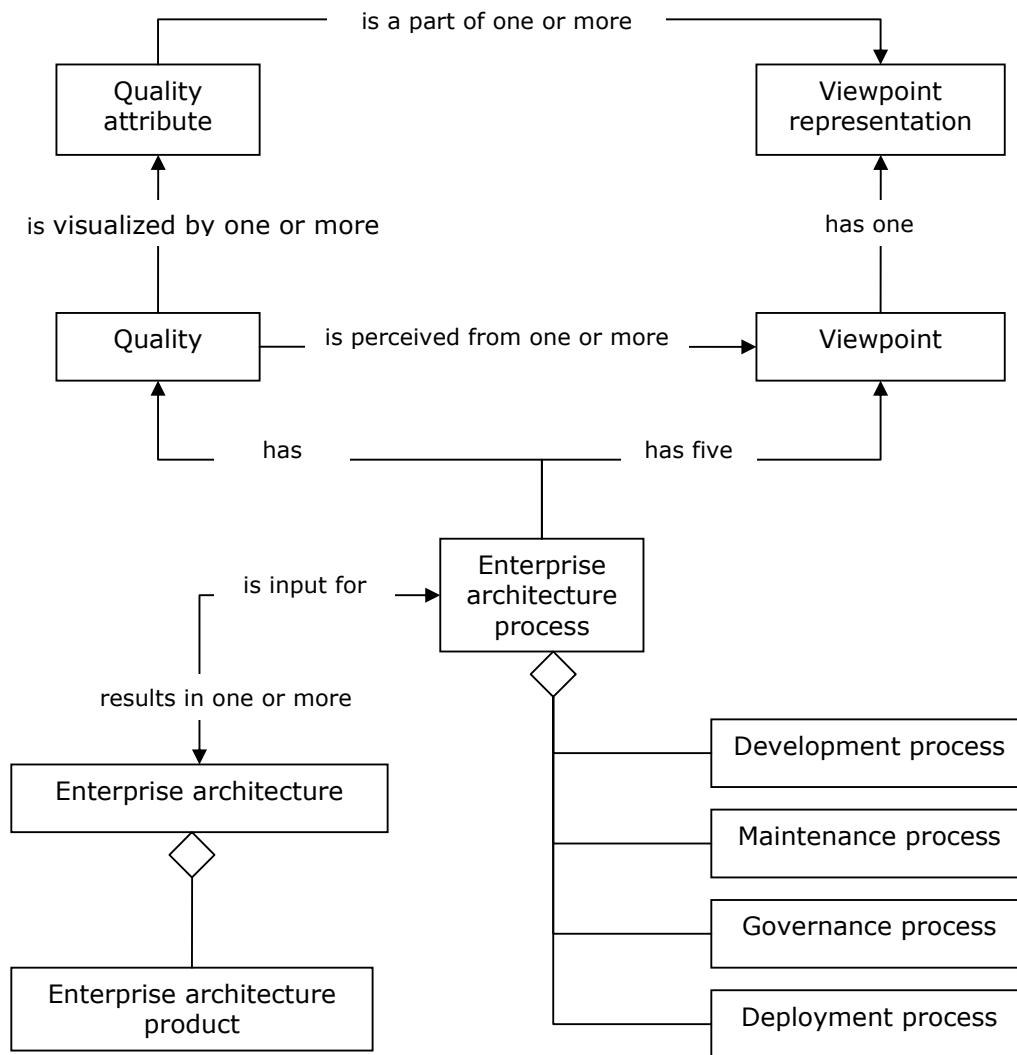 is a part of one or more
Quality
attribute
Viewpoint
representation
is visualized by one or more
has one
Quality
is perceived from one or more
Viewpoint
has
has five
Enterprise
architecture
process
is input for
results in one or more
Development process
Enterprise architecture
Maintenance process
Governance process
Enterprise architecture
product
Deployment process